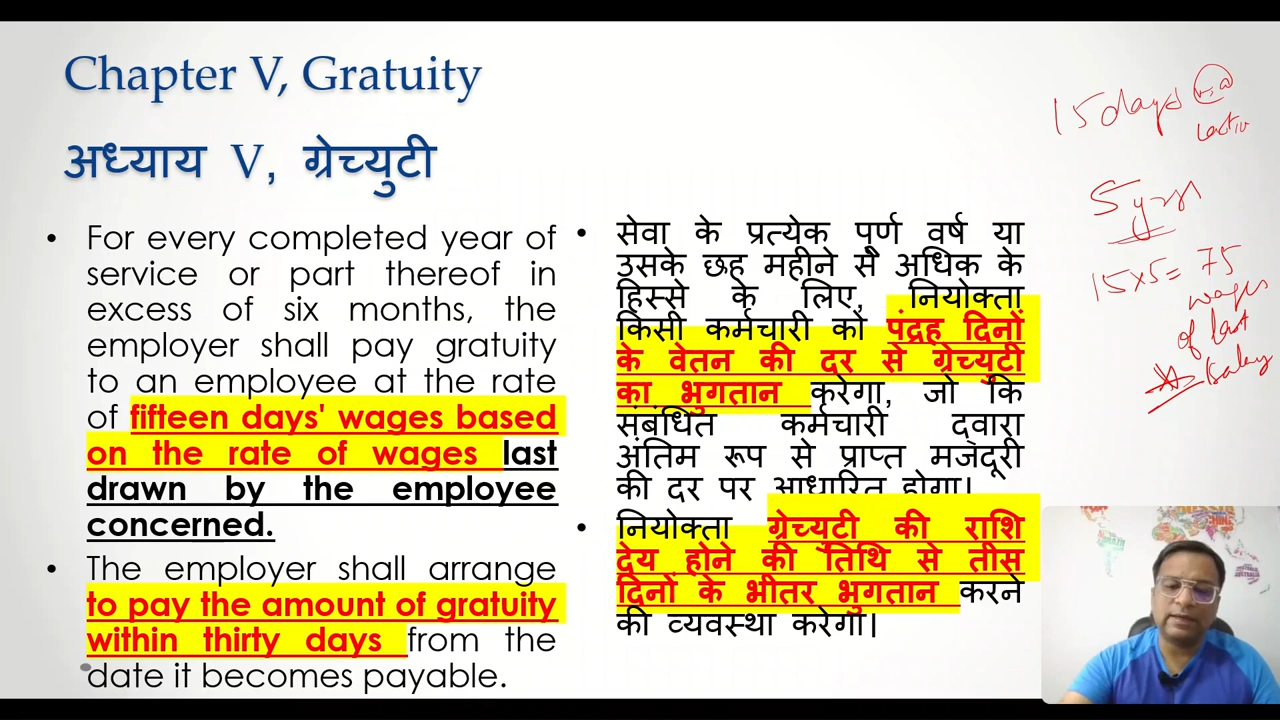 Chapter V, Gratuity
अध्याय V, ग्रेच्युटी
• For every completed year of
service or part thereof in
excess of six months, the
employer shall pay gratuity
to an employee at the rate
of fifteen days' wages based
on the rate of wages last
drawn by the employee
concerned.
• The employer shall arrange
to pay the amount of gratuity
within thirty days from the
date it becomes payable.
• सेवा के प्रत्येक पूर्ण वर्ष या
उसके छह महीने से अधिक के
हिस्से के लिए, नियोक्ता
किसी कर्मचारी को पंद्रह दिनों
के वेतन की दर से ग्रेच्युटी
का भुगतान करेगा, जो कि
संबंधित कर्मचारी द्वारा
अंतिम रूप से प्राप्त मजदूरी
की दर पर आधारित होगा।
• नियोक्ता ग्रेच्युटी की राशि
देय होने की तिथि से तीस
दिनों के भीतर भुगतान करने
की व्यवस्था करेगा।
15 days
5 yrs
15x5= 75
wages
of last
Salary